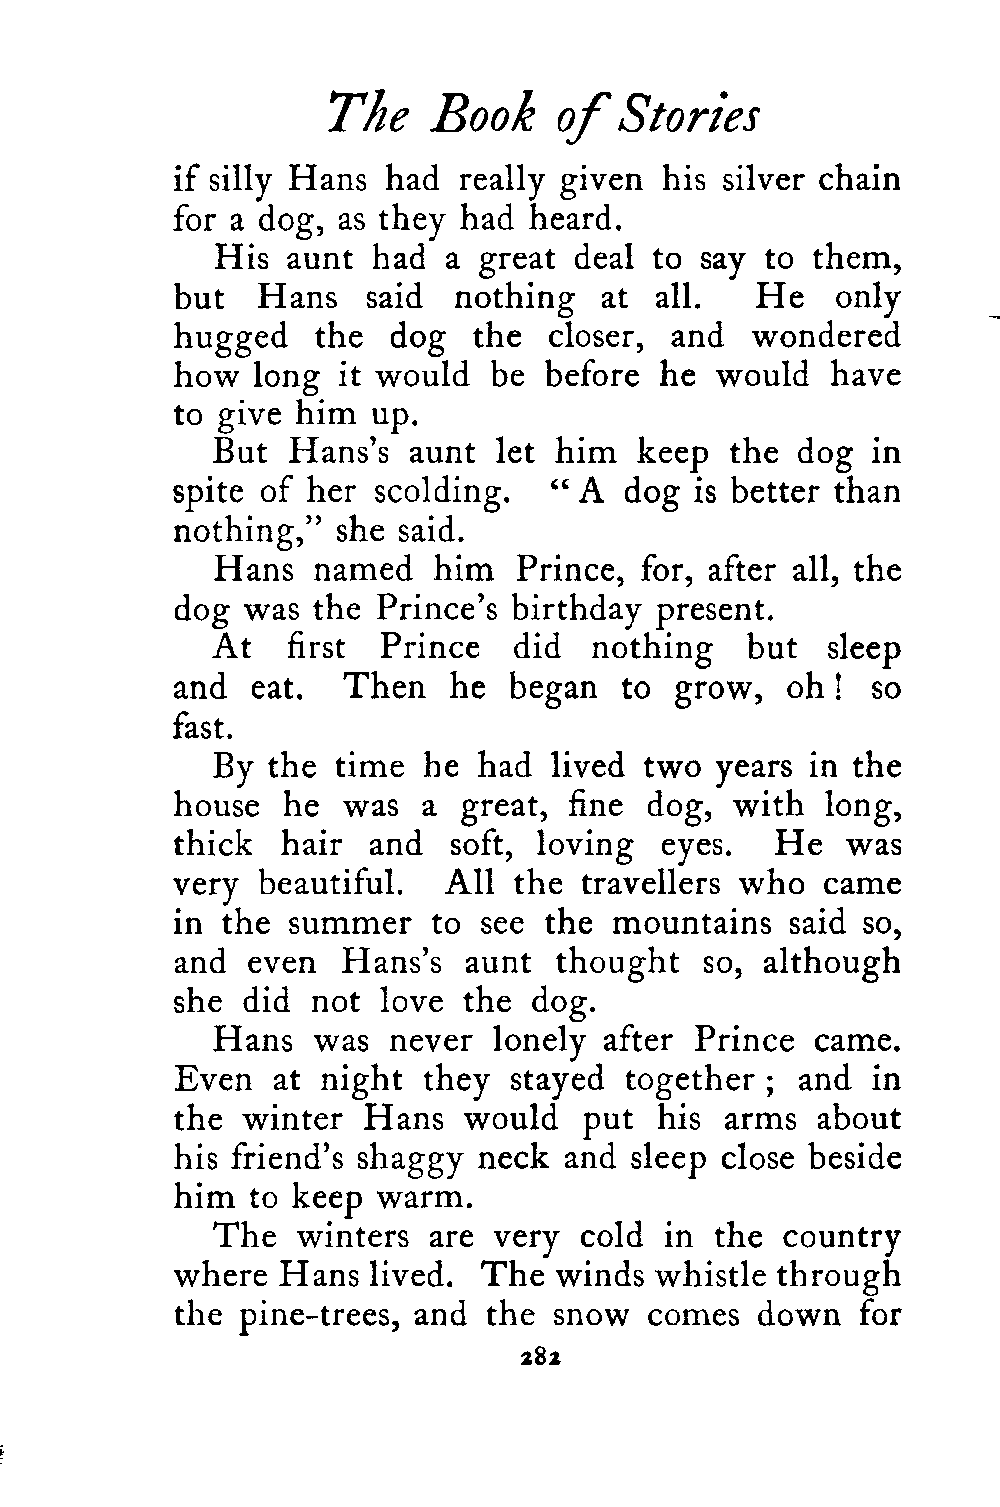 The Book of Stories
if silly Hans had really given his silver chain
for a dog, as they had heard.
His aunt had a great deal to say to them,
but Hans said nothing at all. He only
hugged the dog the closer, and wondered
how long it would be before he would have
to give him up.
But Hans's aunt let him keep the dog in
spite of her scolding. “ A dog is better than
nothing,” she said.
Hans named him Prince, for, after all, the
dog was the Prince's birthday present.
At first Prince did nothing but sleep
and eat. Then he began to grow, oh ! so
fast.
By the time he had lived two years in the
house he was a great, fine dog, with long,
thick hair and soft, loving eyes. He was
very beautiful. All the travellers who came
in the summer to see the mountains said so,
and even Hans's aunt thought so, although
she did not love the dog.
Hans was never lonely after Prince came.
Even at night they stayed together ; and in
the winter Hans would put his arms about
his friend's shaggy neck and sleep close beside
him to keep warm.
The winters are very cold in the country
where Hans lived. The winds whistle through
the pine-trees, and the snow comes down for
282